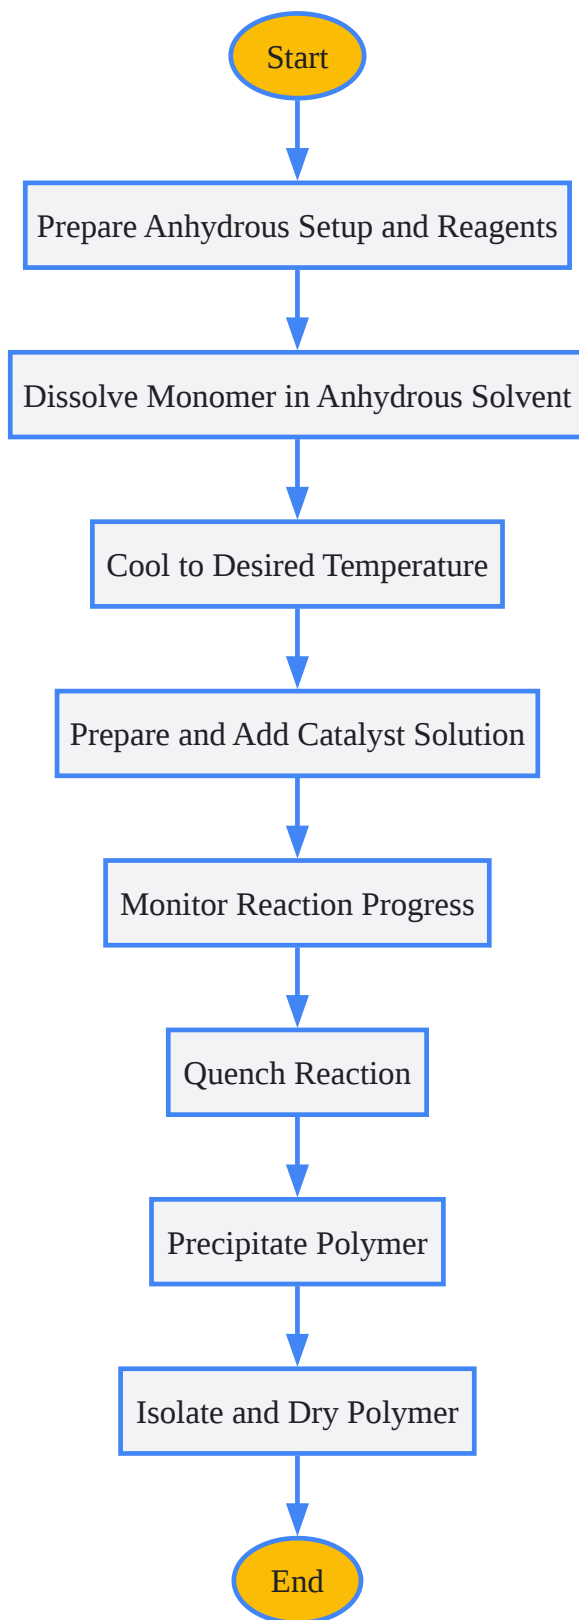 Start
Prepare Anhydrous Setup and Reagents
Dissolve Monomer in Anhydrous Solvent
Cool to Desired Temperature
Prepare and Add Catalyst Solution
Monitor Reaction Progress
Quench Reaction
Precipitate Polymer
Isolate and Dry Polymer
End